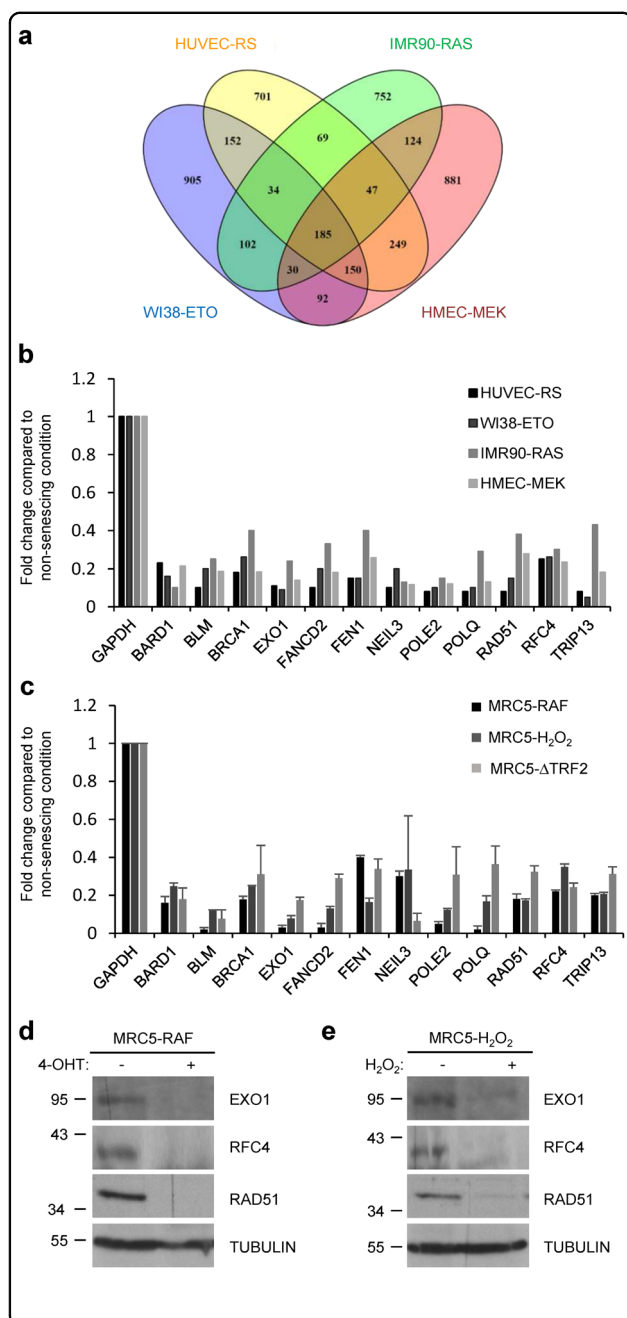 a
HUVEC-RS IMR90-RAS
701 752
152 69 124
905 34 47 881
185
102 249
30 150
92
WI38-ETO HMEC-MEK
b
Fold change compared to
non-senescing condition
1.2
1
0.8
0.6
0.4
0.2
0
HUVEC-RS
WI38-ETO
IMR90-RAS
HMEC-MEK
GAPDH BARD1 BLM BRCA1 EXO1 FANCD2 FEN1 NEIL3 POLE2 POLQ RAD51 RFC4 TRIP13
c
Fold change compared to
non-senescing condition
1.2
1
0.8
0.6
0.4
0.2
0
MRC5-RAF
MRC5-H₂O₂
MRC5-ΔTRF2
GAPDH BARD1 BLM BRCA1 EXO1 FANCD2 FEN1 NEIL3 POLE2 POLQ RAD51 RFC4 TRIP13
d
MRC5-RAF
4-OHT: - +
95 EXO1
43
RFC4
RAD51
34
55 TUBULIN
e
MRC5-H₂O₂
H₂O₂: - +
95 EXO1
43
RFC4
RAD51
34
55 TUBULIN